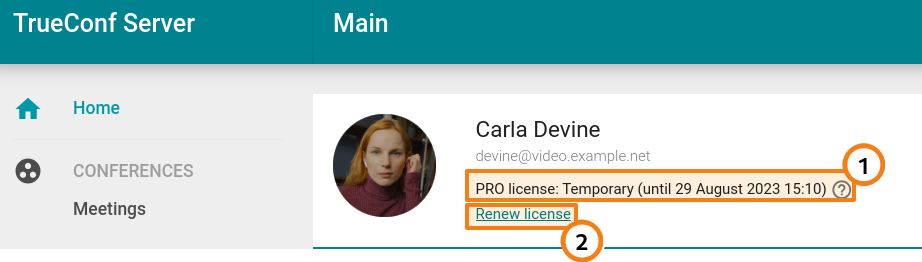 TrueConf Server
Main
Home
CONFERENCES
Meetings
Carla Devine
devine@video.example.net
PRO license: Temporary (until 29 August 2023 15:10) ?
1
Renew license
2